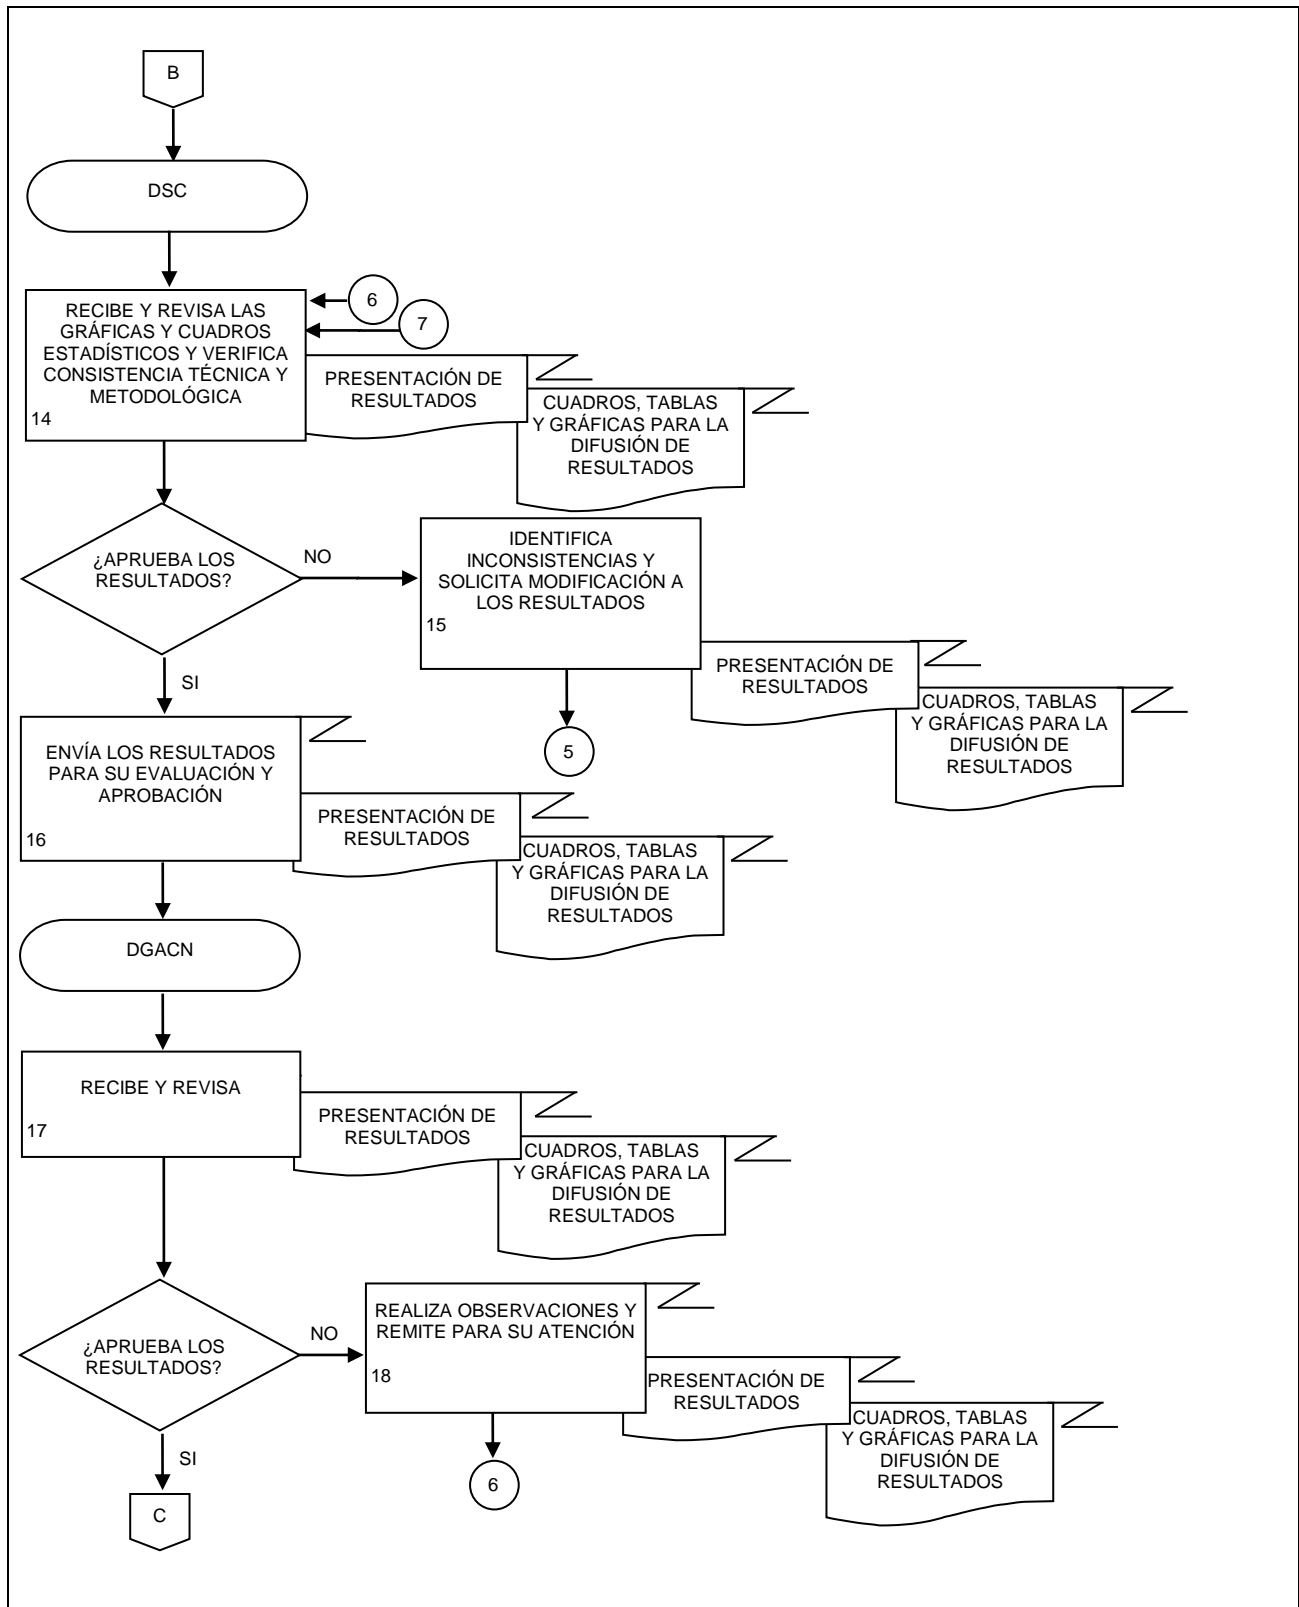 B
DSC
RECIBE Y REVISA LAS
GRÁFICAS Y CUADROS
ESTADÍSTICOS Y VERIFICA
CONSISTENCIA TÉCNICA Y
METODOLÓGICA
14
6
7
PRESENTACIÓN DE
RESULTADOS
CUADROS, TABLAS
Y GRÁFICAS PARA LA
DIFUSIÓN DE
RESULTADOS
¿APRUEBA LOS
RESULTADOS?
NO
IDENTIFICA
INCONSISTENCIAS Y
SOLICITA MODIFICACIÓN A
LOS RESULTADOS
15
PRESENTACIÓN DE
RESULTADOS
CUADROS, TABLAS
Y GRÁFICAS PARA LA
DIFUSIÓN DE
RESULTADOS
5
SI
ENVÍA LOS RESULTADOS
PARA SU EVALUACIÓN Y
APROBACIÓN
16
PRESENTACIÓN DE
RESULTADOS
CUADROS, TABLAS
Y GRÁFICAS PARA LA
DIFUSIÓN DE
RESULTADOS
DGACN
RECIBE Y REVISA
17
PRESENTACIÓN DE
RESULTADOS
CUADROS, TABLAS
Y GRÁFICAS PARA LA
DIFUSIÓN DE
RESULTADOS
¿APRUEBA LOS
RESULTADOS?
NO
REALIZA OBSERVACIONES Y
REMITE PARA SU ATENCIÓN
18
PRESENTACIÓN DE
RESULTADOS
CUADROS, TABLAS
Y GRÁFICAS PARA LA
DIFUSIÓN DE
RESULTADOS
6
SI
C